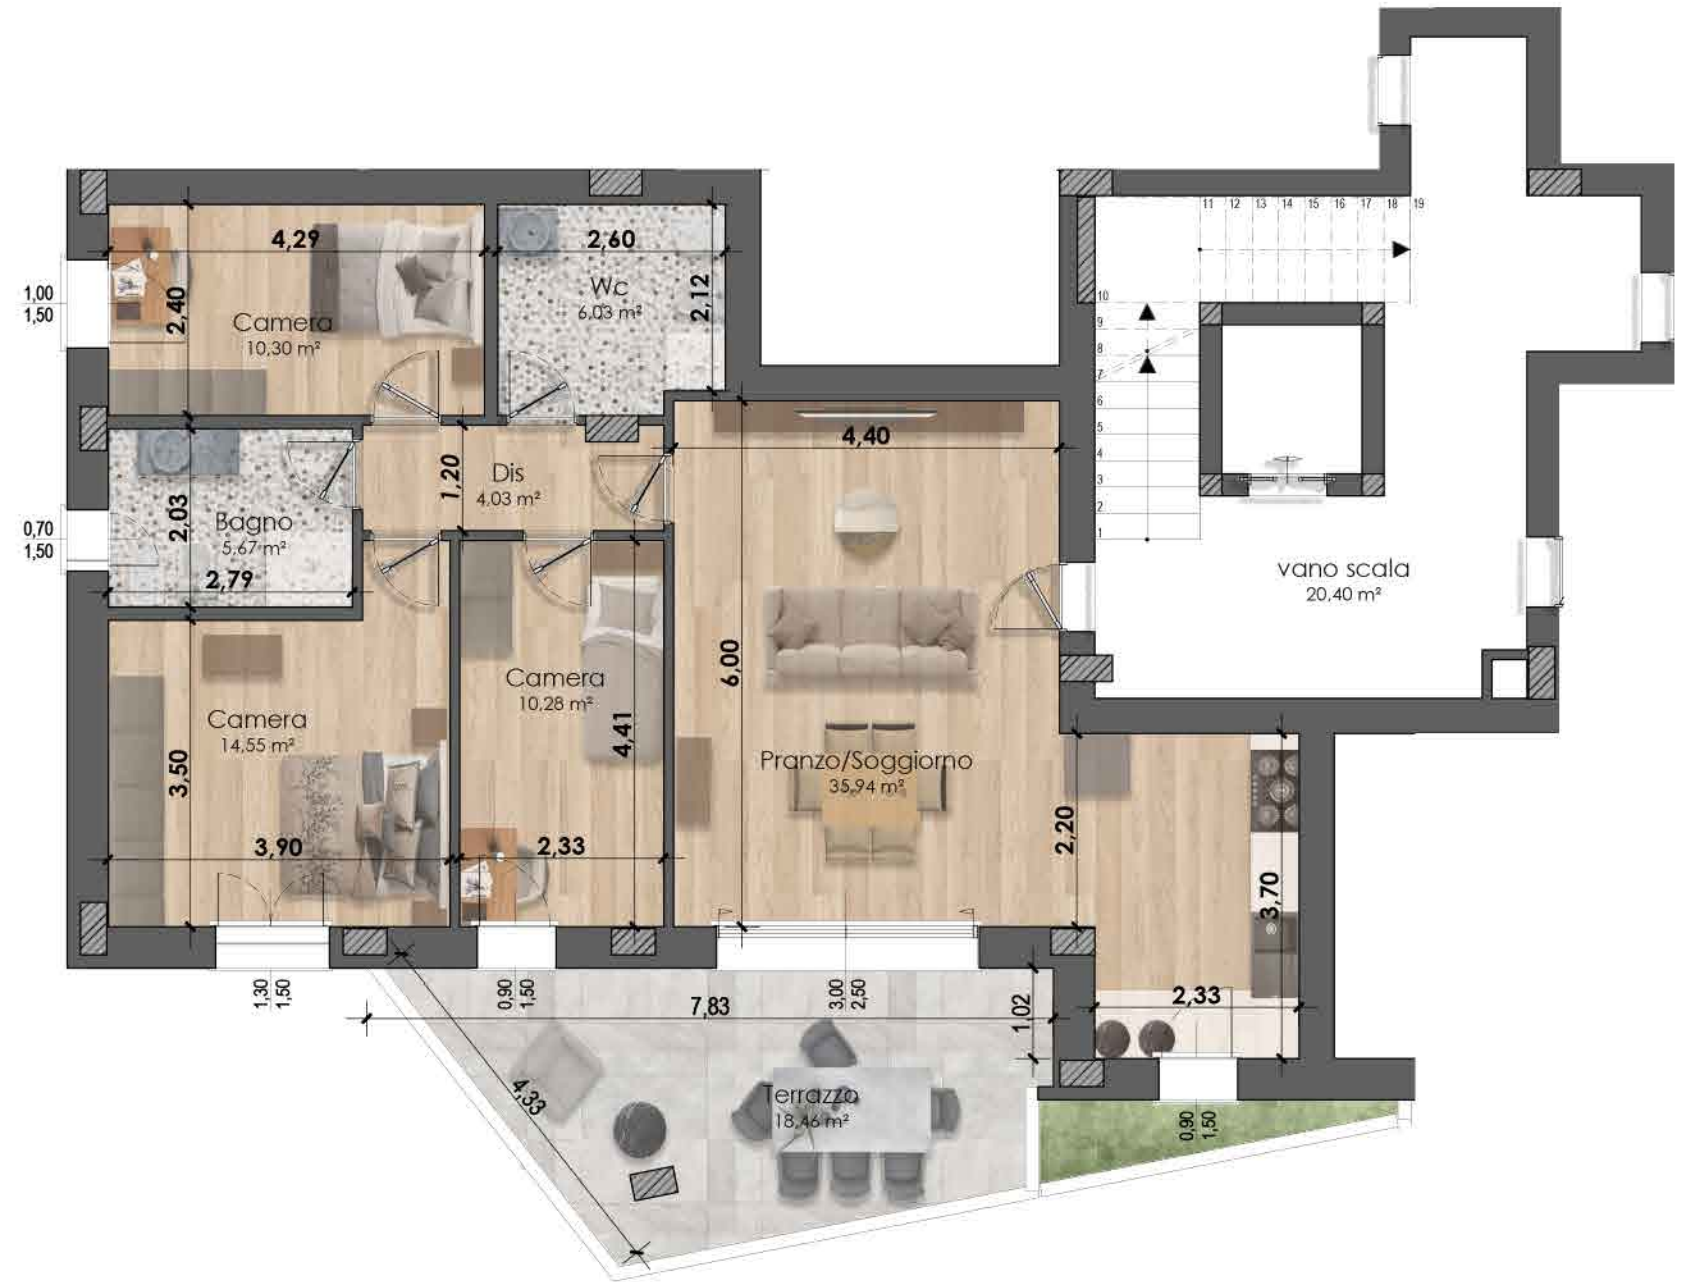 11 12 13 14 15 16 17 18 19
4,29
2,60
Wc
6,03 m²
2,12
2,40
Camera
10,30 m²
1,00
1,50
10
9
8
7
6
5
4
3
2
1
4,40
1,20
Dis
4,03 m²
2,03
Bagno
5,67 m²
2,79
0,70
1,50
vano scala
20,40 m²
6,00
Camera
10,28 m²
4,41
Camera
14,55 m²
3,50
3,90
2,33
Pranzo/Soggiorno
35,94 m²
2,20
3,70
2,33
1,30
1,50
0,90
1,50
3,00
2,50
7,83
1,02
4,33
Terrazzo
18,46 m²
0,90
1,50